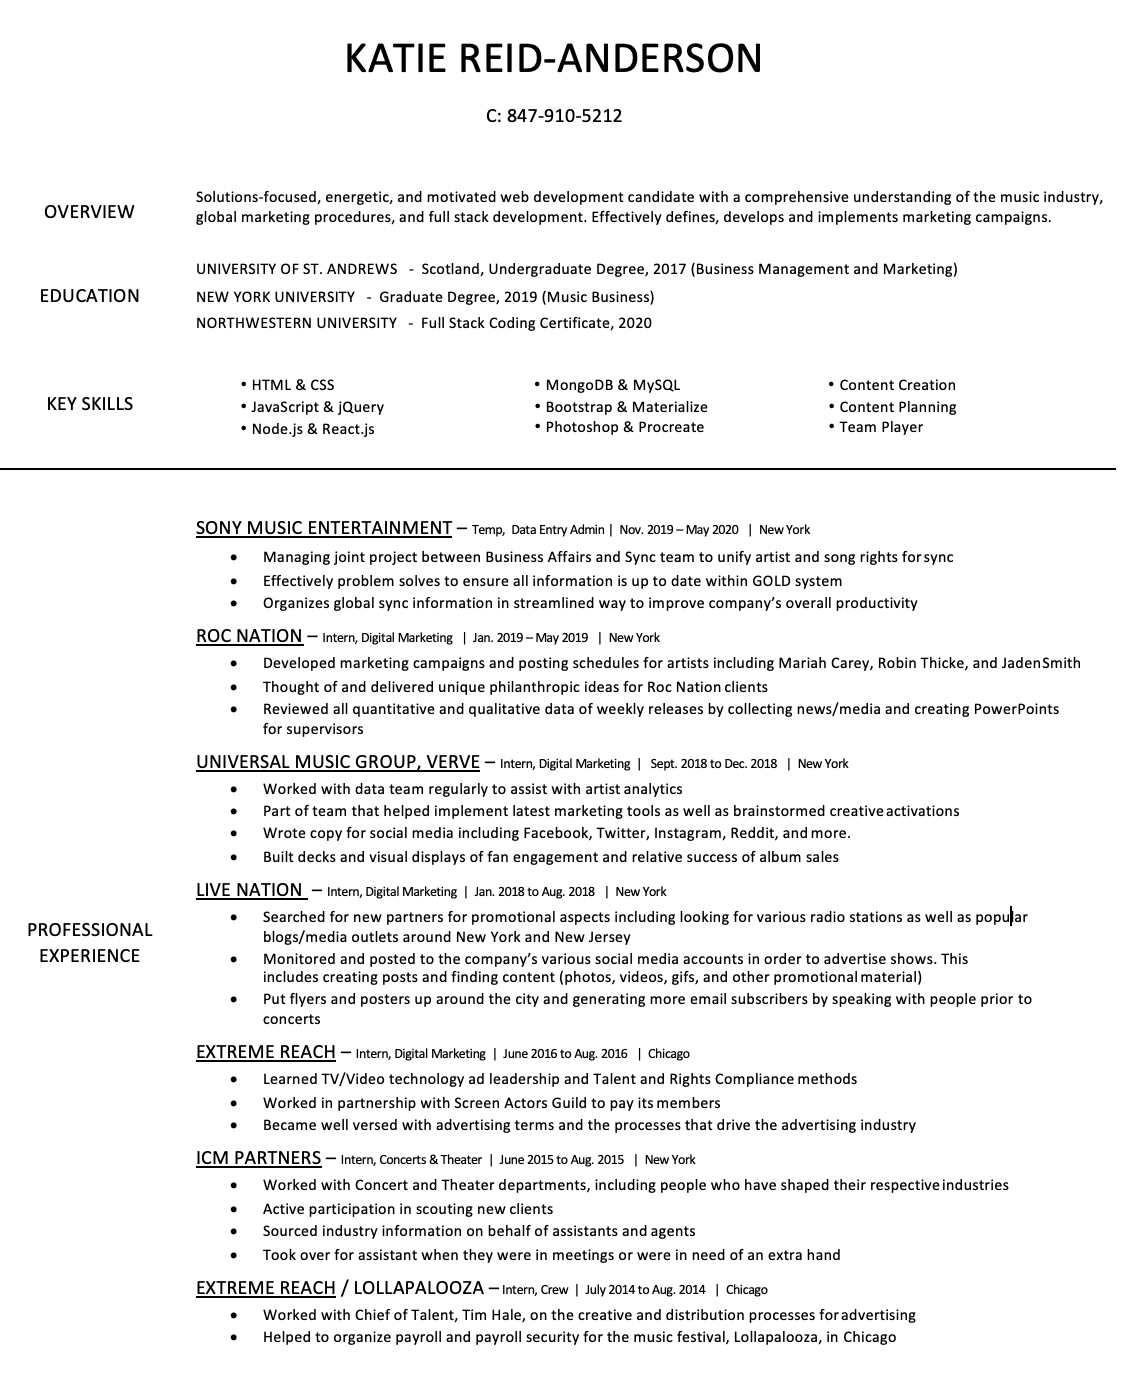 KATIE REID-ANDERSON
C: 847-910-5212
OVERVIEW
Solutions-focused, energetic, and motivated web development candidate with a comprehensive understanding of the music industry,
global marketing procedures, and full stack development. Effectively defines, develops and implements marketing campaigns.
EDUCATION
UNIVERSITY OF ST. ANDREWS - Scotland, Undergraduate Degree, 2017 (Business Management and Marketing)
NEW YORK UNIVERSITY - Graduate Degree, 2019 (Music Business)
NORTHWESTERN UNIVERSITY - Full Stack Coding Certificate, 2020
KEY SKILLS
• HTML & CSS
• JavaScript & jQuery
• Node.js & React.js
• MongoDB & MySQL
• Bootstrap & Materialize
• Photoshop & Procreate
• Content Creation
• Content Planning
• Team Player
PROFESSIONAL
EXPERIENCE
SONY MUSIC ENTERTAINMENT – Temp, Data Entry Admin | Nov. 2019 – May 2020 | New York
• Managing joint project between Business Affairs and Sync team to unify artist and song rights for sync
• Effectively problem solves to ensure all information is up to date within GOLD system
• Organizes global sync information in streamlined way to improve company’s overall productivity
ROC NATION – Intern, Digital Marketing | Jan. 2019 – May 2019 | New York
• Developed marketing campaigns and posting schedules for artists including Mariah Carey, Robin Thicke, and Jaden Smith
• Thought of and delivered unique philanthropic ideas for Roc Nation clients
• Reviewed all quantitative and qualitative data of weekly releases by collecting news/media and creating PowerPoints
for supervisors
UNIVERSAL MUSIC GROUP, VERVE – Intern, Digital Marketing | Sept. 2018 to Dec. 2018 | New York
• Worked with data team regularly to assist with artist analytics
• Part of team that helped implement latest marketing tools as well as brainstormed creative activations
• Wrote copy for social media including Facebook, Twitter, Instagram, Reddit, and more.
• Built decks and visual displays of fan engagement and relative success of album sales
LIVE NATION – Intern, Digital Marketing | Jan. 2018 to Aug. 2018 | New York
• Searched for new partners for promotional aspects including looking for various radio stations as well as popular
blogs/media outlets around New York and New Jersey
• Monitored and posted to the company’s various social media accounts in order to advertise shows. This
includes creating posts and finding content (photos, videos, gifs, and other promotional material)
• Put flyers and posters up around the city and generating more email subscribers by speaking with people prior to
concerts
EXTREME REACH – Intern, Digital Marketing | June 2016 to Aug. 2016 | Chicago
• Learned TV/Video technology ad leadership and Talent and Rights Compliance methods
• Worked in partnership with Screen Actors Guild to pay its members
• Became well versed with advertising terms and the processes that drive the advertising industry
ICM PARTNERS – Intern, Concerts & Theater | June 2015 to Aug. 2015 | New York
• Worked with Concert and Theater departments, including people who have shaped their respective industries
• Active participation in scouting new clients
• Sourced industry information on behalf of assistants and agents
• Took over for assistant when they were in meetings or were in need of an extra hand
EXTREME REACH / LOLLAPALOOZA – Intern, Crew | July 2014 to Aug. 2014 | Chicago
• Worked with Chief of Talent, Tim Hale, on the creative and distribution processes for advertising
• Helped to organize payroll and payroll security for the music festival, Lollapalooza, in Chicago